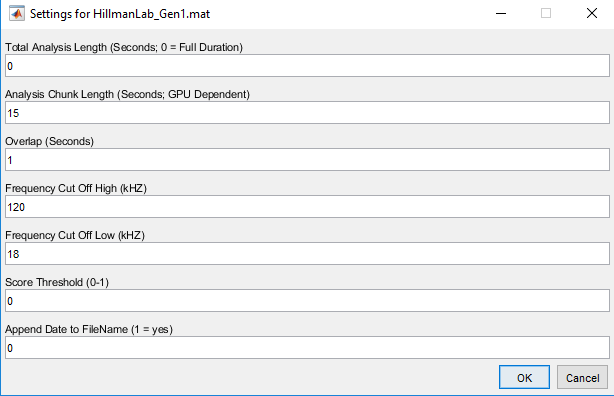 Settings for HillmanLab_Gen1.mat
Total Analysis Length (Seconds; 0 = Full Duration)
0
Analysis Chunk Length (Seconds; GPU Dependent)
15
Overlap (Seconds)
1
Frequency Cut Off High (kHZ)
120
Frequency Cut Off Low (kHZ)
18
Score Threshold (0-1)
0
Append Date to FileName (1 = yes)
0
OK Cancel